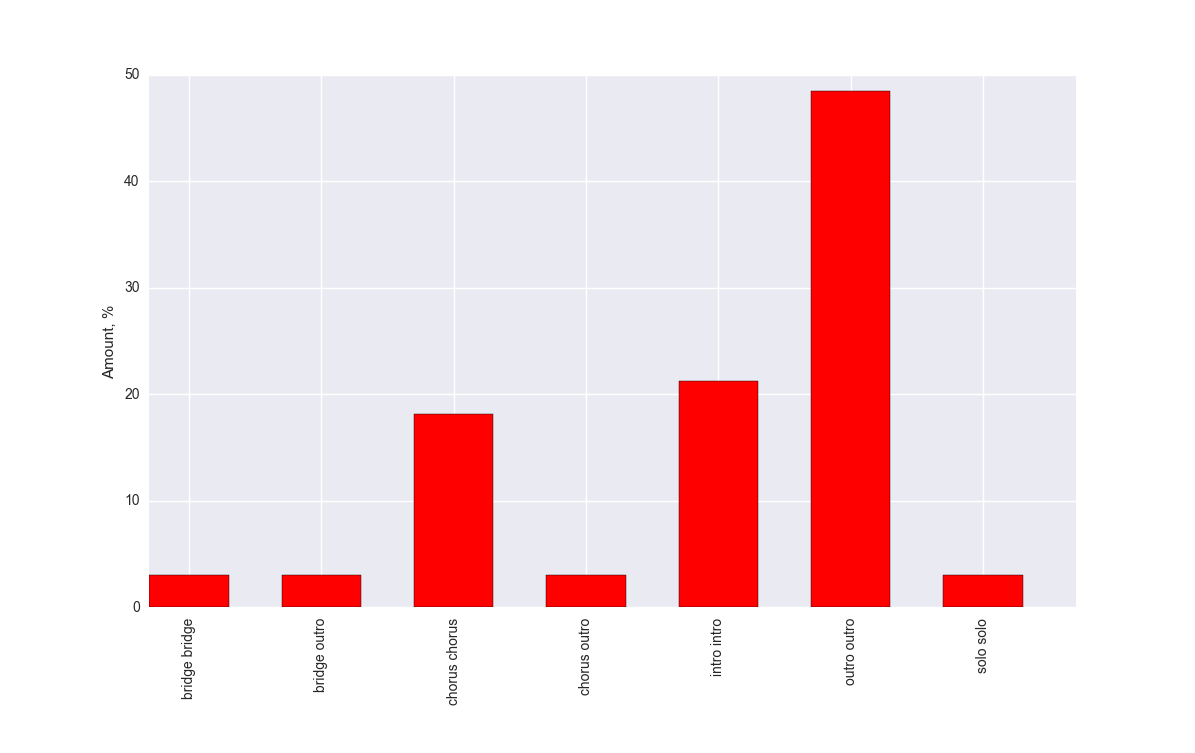 50
40
30
20
10
0
Amount, %
bridge bridge
bridge outro
chorus chorus
chorus outro
intro intro
outro outro
solo solo